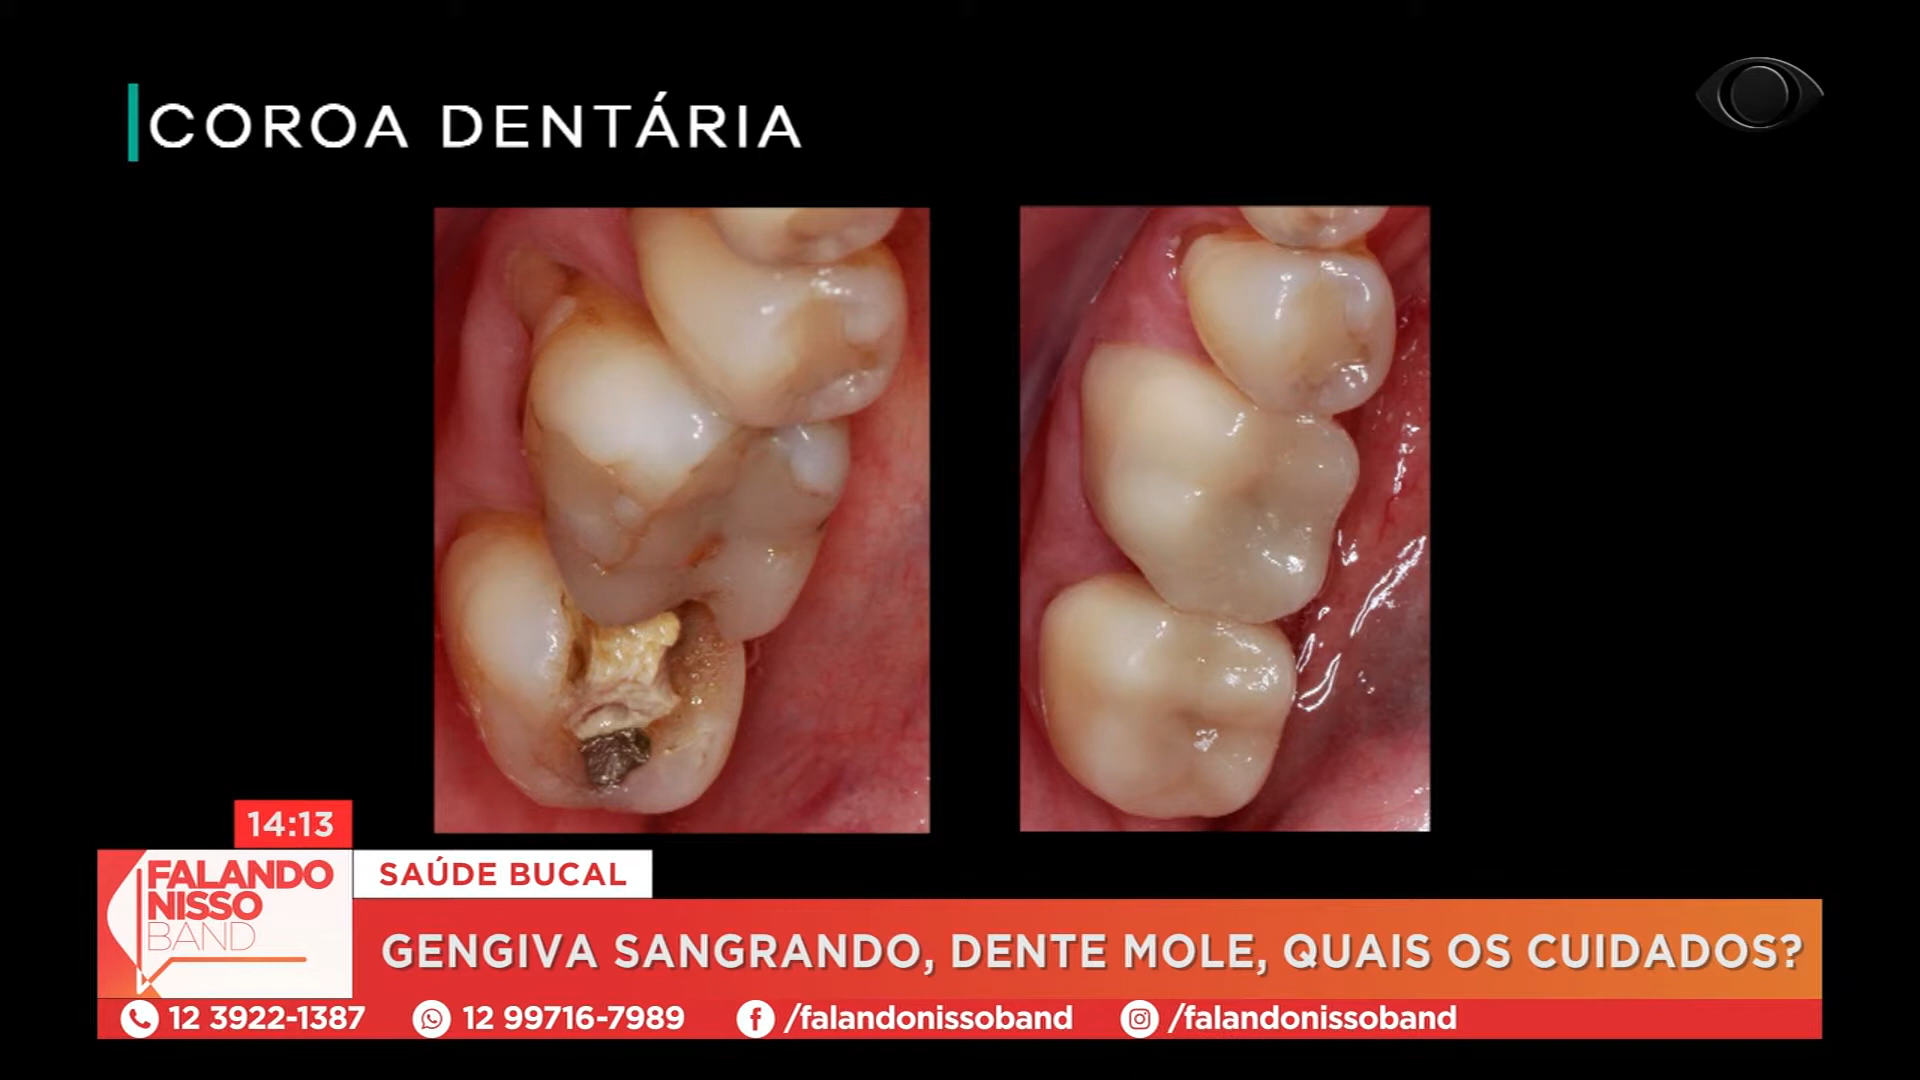 COROA DENTÁRIA
14:13
FALANDO
NISSO
BAND
SAÚDE BUCAL
GENGIVA SANGRANDO, DENTE MOLE, QUAIS OS CUIDADOS?
12 3922-1387 12 99716-7989 /falandonissoband /falandonissoband